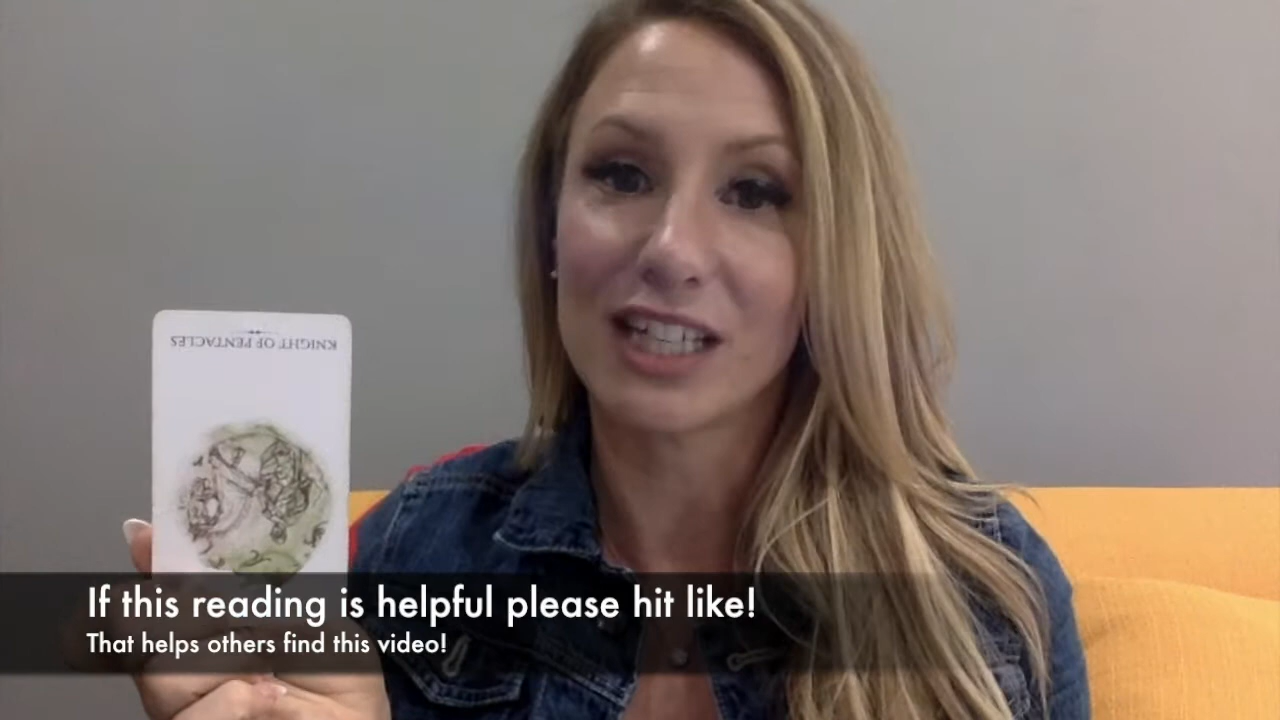 KNIGHT OF PENTACLES
If this reading is helpful please hit like!
That helps others find this video!